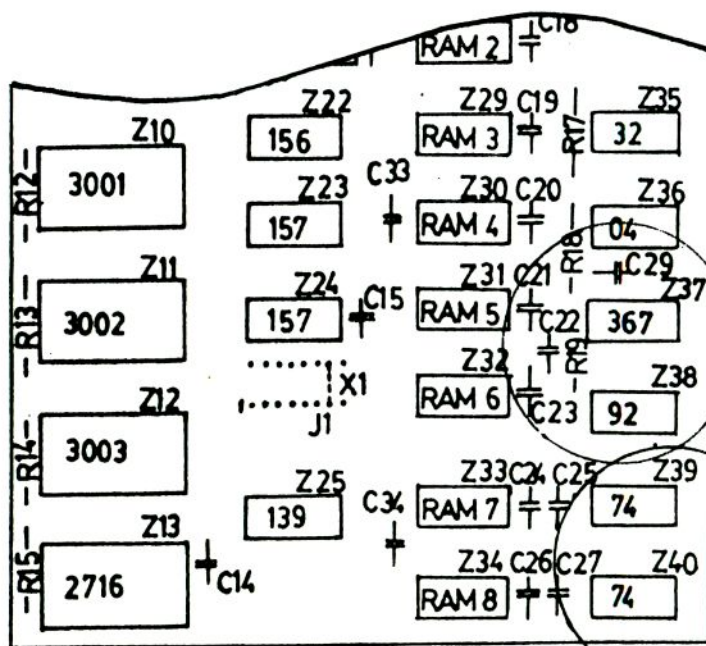 RAM 2
C18
Z10
Z22
Z29
C19
Z35
R12
3001
156
RAM 3
R17
32
Z23
C33
Z30
C20
Z36
157
RAM 4
R18
04
Z11
Z24
Z31
C21
C29
Z37
R13
3002
157
C15
RAM 5
C22
367
R19
X1
Z32
Z38
J1
RAM 6
C23
92
Z12
R14
3003
Z25
C34
Z33
C24
C25
Z39
139
RAM 7
74
Z13
R15
2716
C14
Z34
C26
C27
Z40
RAM 8
74